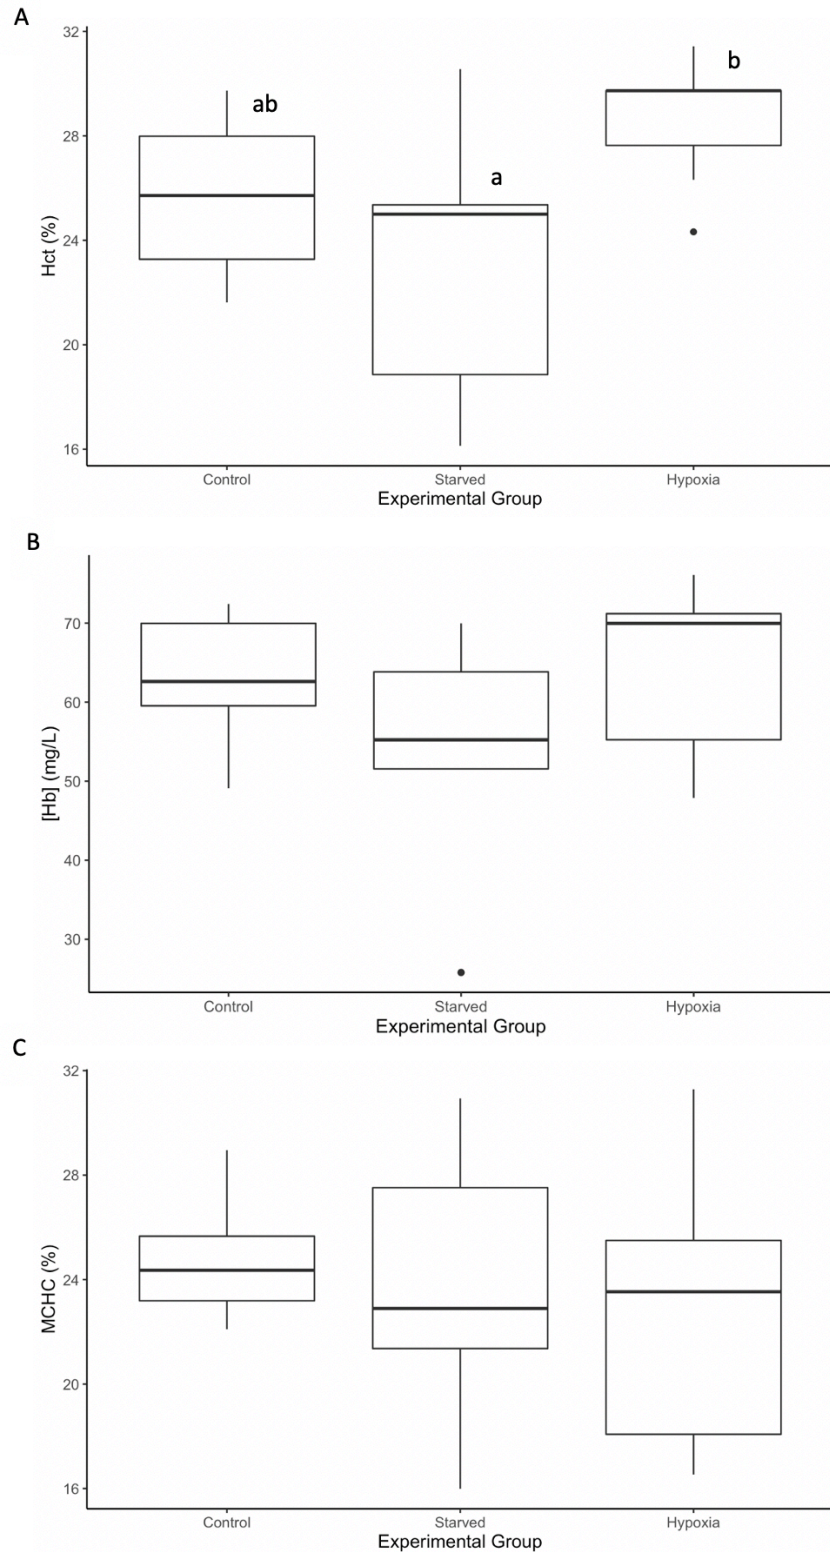 A
32
b
ab
28
a
Hct (%)
24
20
16
Control Starved Hypoxia
Experimental Group
B
70
60
[Hb] (mg/L)
50
40
30
Control Starved Hypoxia
Experimental Group
C
32
28
MCHC (%)
24
20
16
Control Starved Hypoxia
Experimental Group